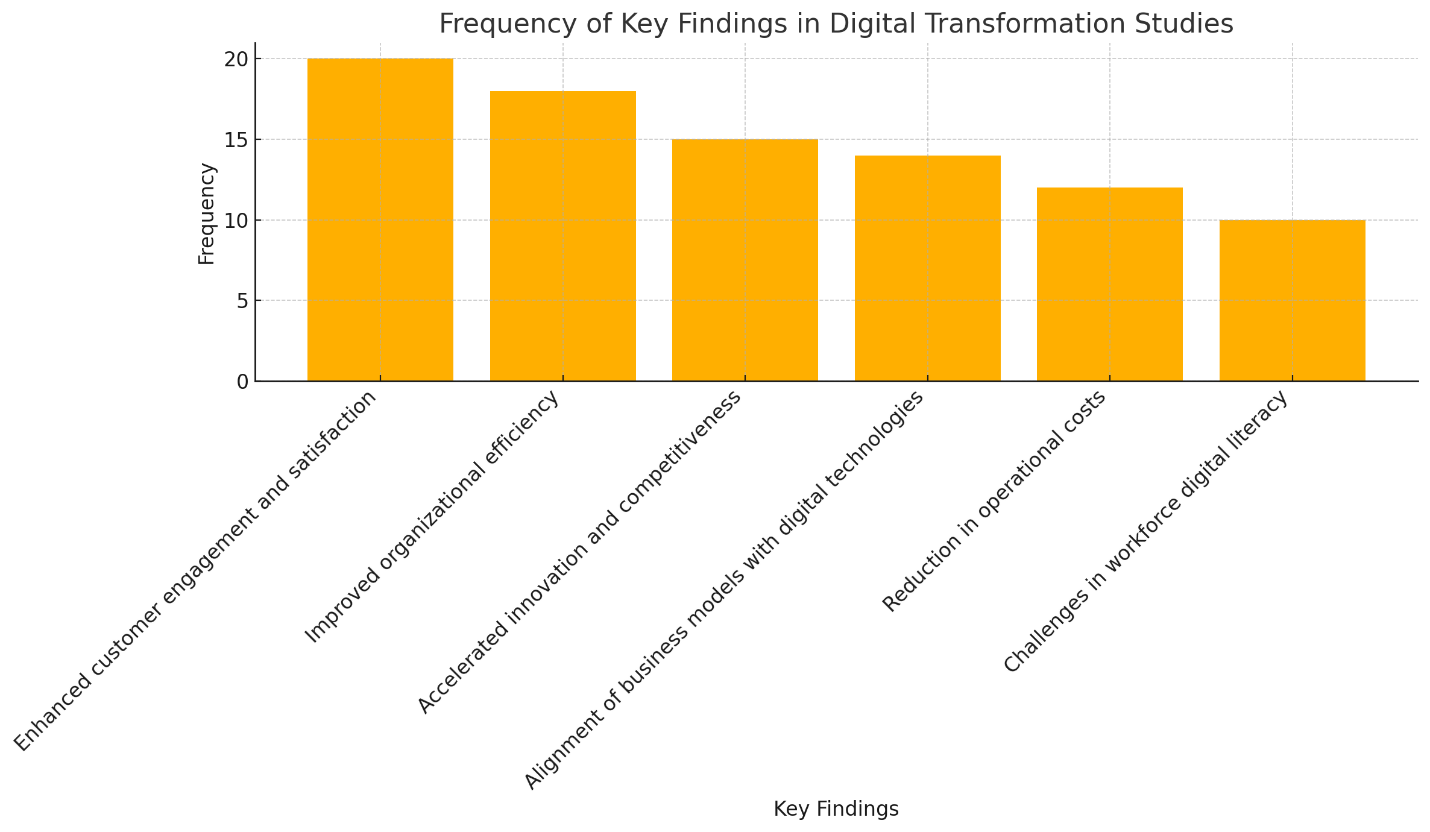 Frequency of Key Findings in Digital Transformation Studies
20
15
10
5
0
Frequency
Enhanced customer engagement and satisfaction
Improved organizational efficiency
Accelerated innovation and competitiveness
Alignment of business models with digital technologies
Reduction in operational costs
Challenges in workforce digital literacy
Key Findings